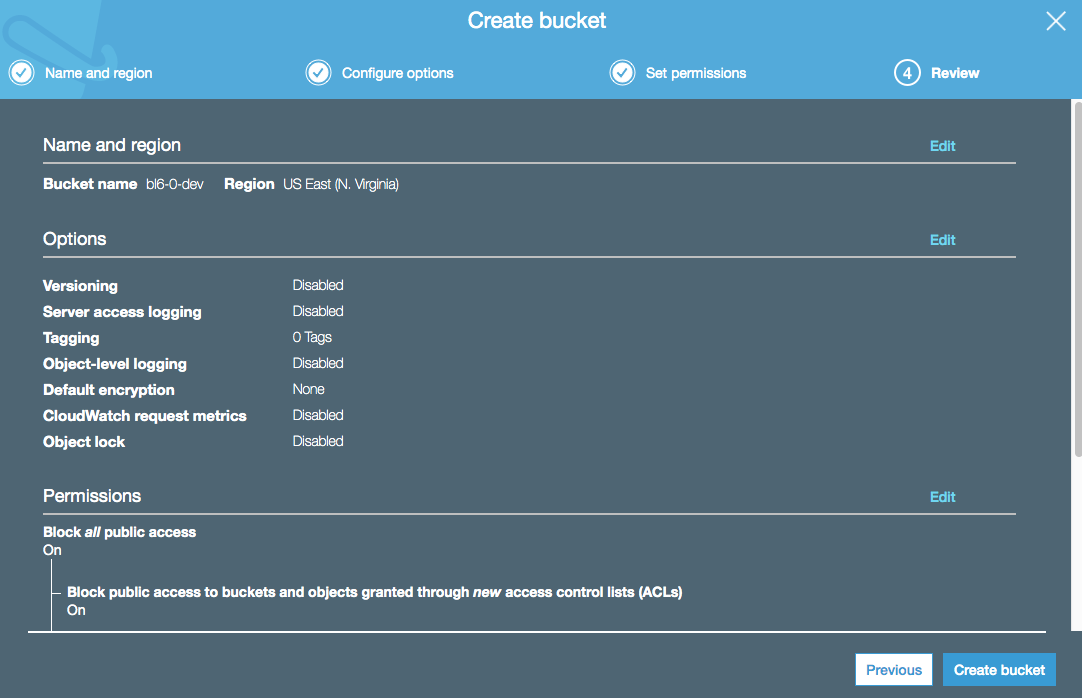 Create bucket
Name and region
Configure options
Set permissions
4 Review
Name and region Edit
Bucket name bl6-0-dev Region US East (N. Virginia)
Options Edit
Versioning Disabled
Server access logging Disabled
Tagging 0 Tags
Object-level logging Disabled
Default encryption None
CloudWatch request metrics Disabled
Object lock Disabled
Permissions Edit
Block all public access
On
Block public access to buckets and objects granted through new access control lists (ACLs)
On
Previous Create bucket